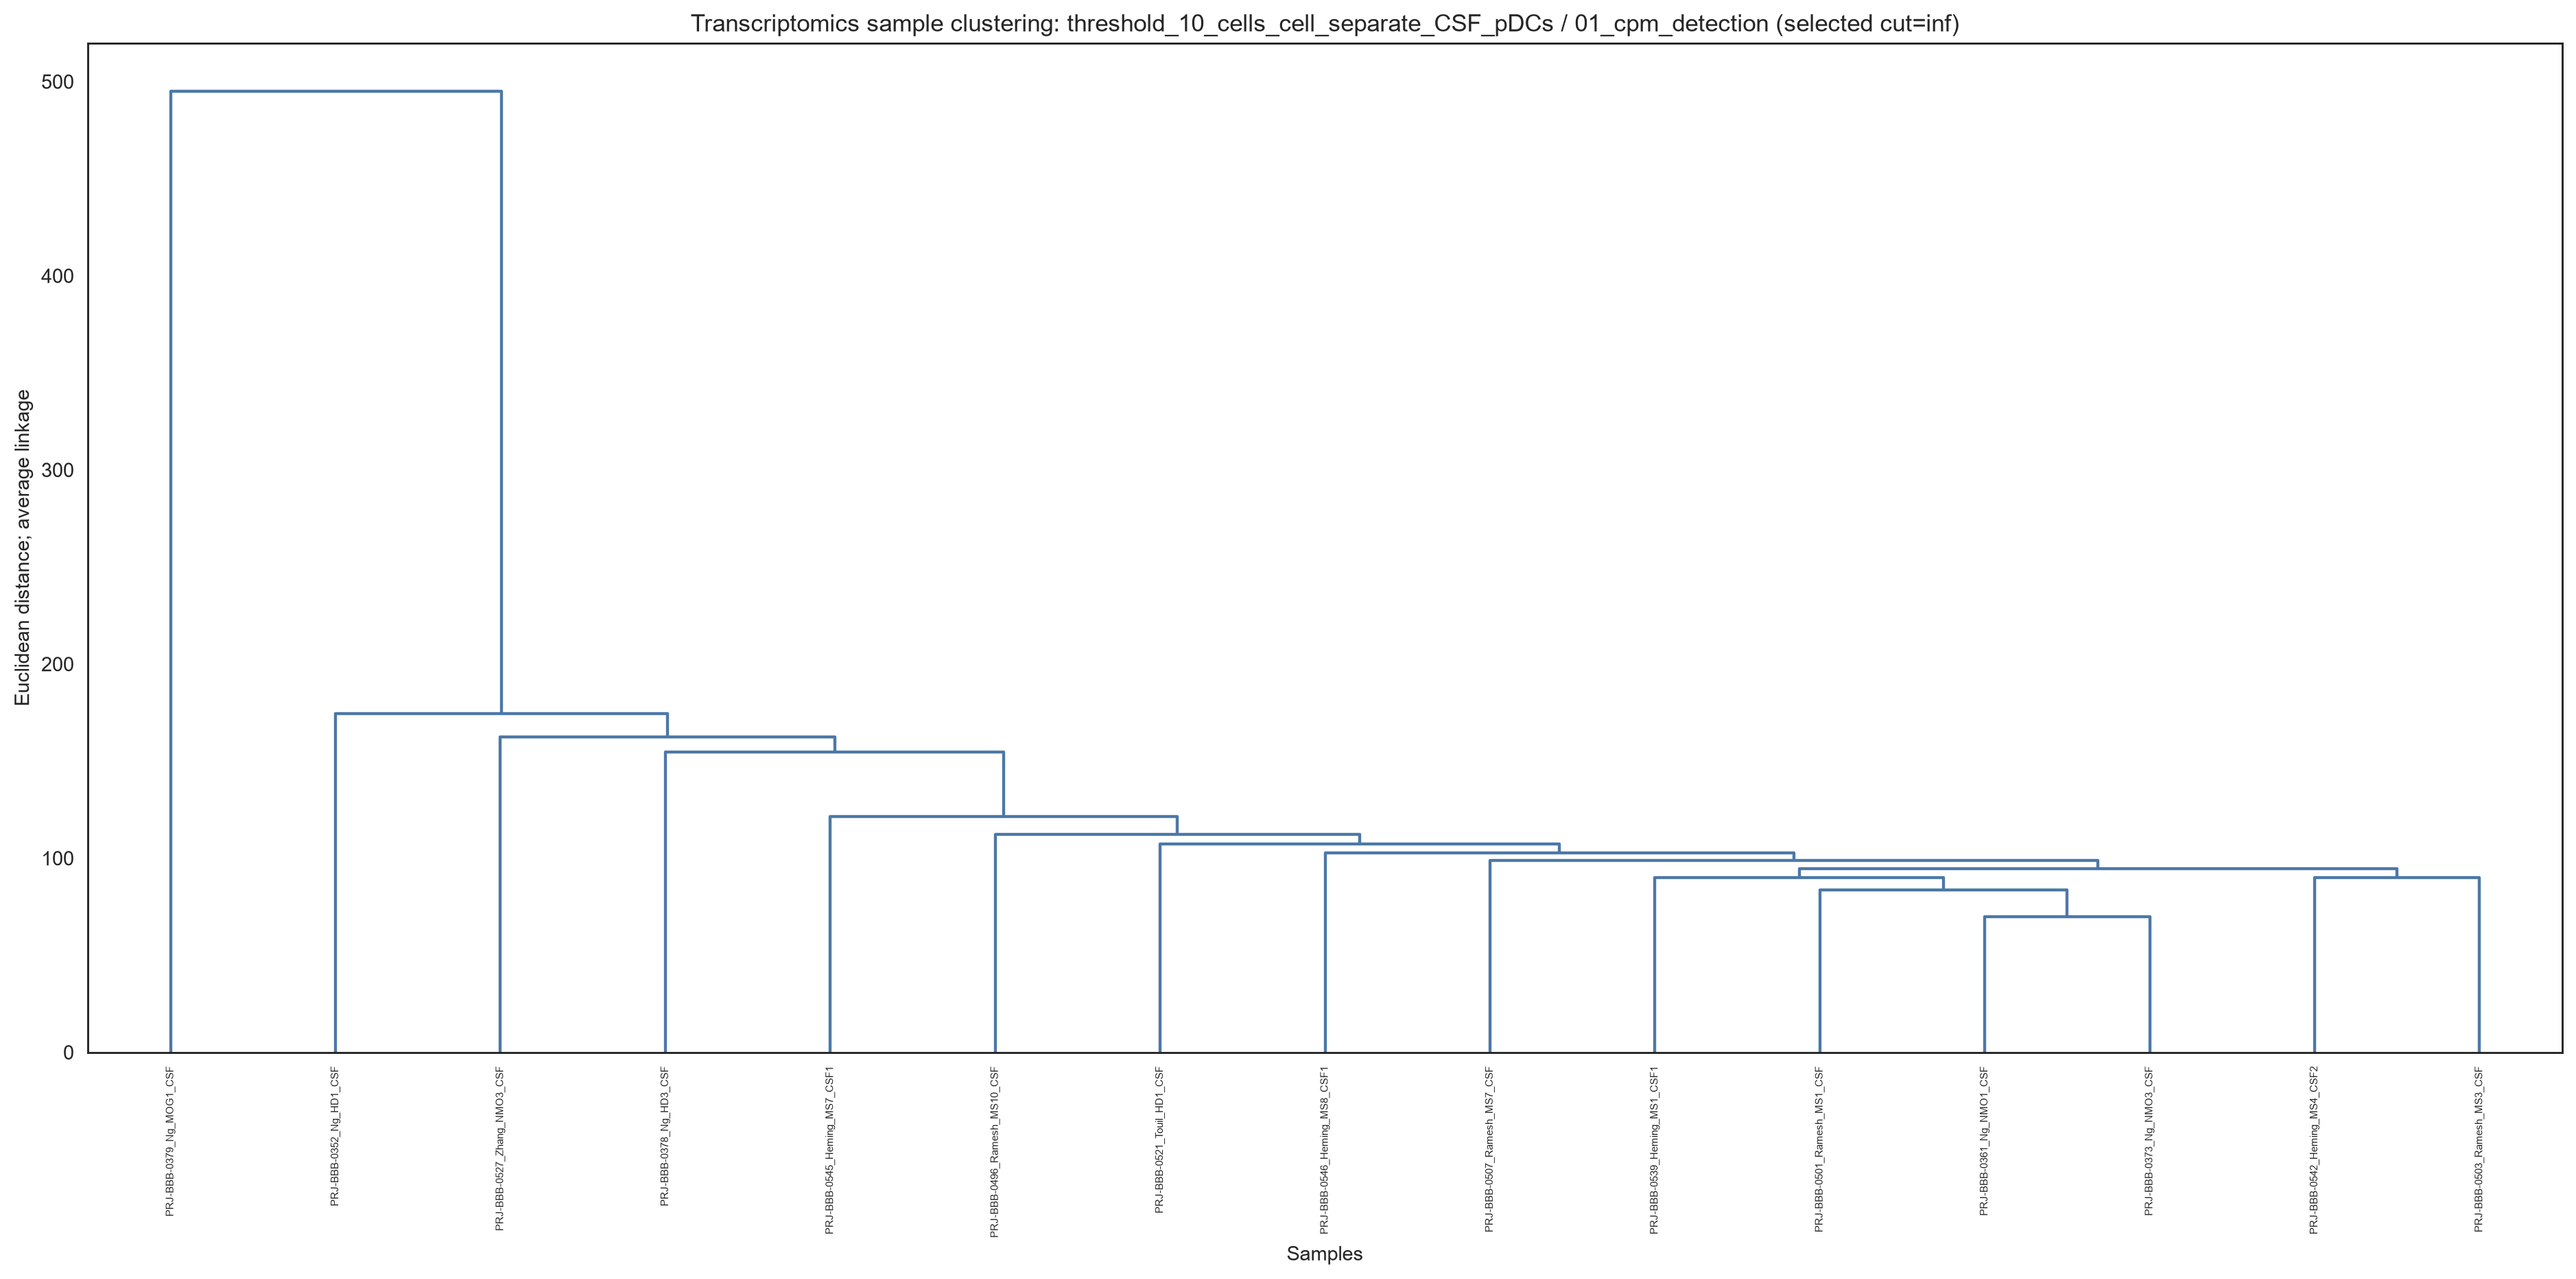 Transcriptomics sample clustering: threshold_10_cells_cell_separate_CSF_pDCs / 01_cpm_detection (selected cut=inf)
Euclidean distance; average linkage
500
400
300
200
100
0
PRJ-BBB-0379_Ng_MOG1_CSF
PRJ-BBB-0352_Ng_HD1_CSF
PRJ-BBB-0527_Zhang_NMO3_CSF
PRJ-BBB-0378_Ng_HD3_CSF
PRJ-BBB-0545_Heming_MS7_CSF1
PRJ-BBB-0496_Ramesh_MS10_CSF
PRJ-BBB-0521_Touil_HD1_CSF
PRJ-BBB-0546_Heming_MS8_CSF1
PRJ-BBB-0507_Ramesh_MS7_CSF
PRJ-BBB-0539_Heming_MS1_CSF1
PRJ-BBB-0501_Ramesh_MS1_CSF
PRJ-BBB-0361_Ng_NMO1_CSF
PRJ-BBB-0373_Ng_NMO3_CSF
PRJ-BBB-0542_Heming_MS4_CSF2
PRJ-BBB-0503_Ramesh_MS3_CSF
Samples